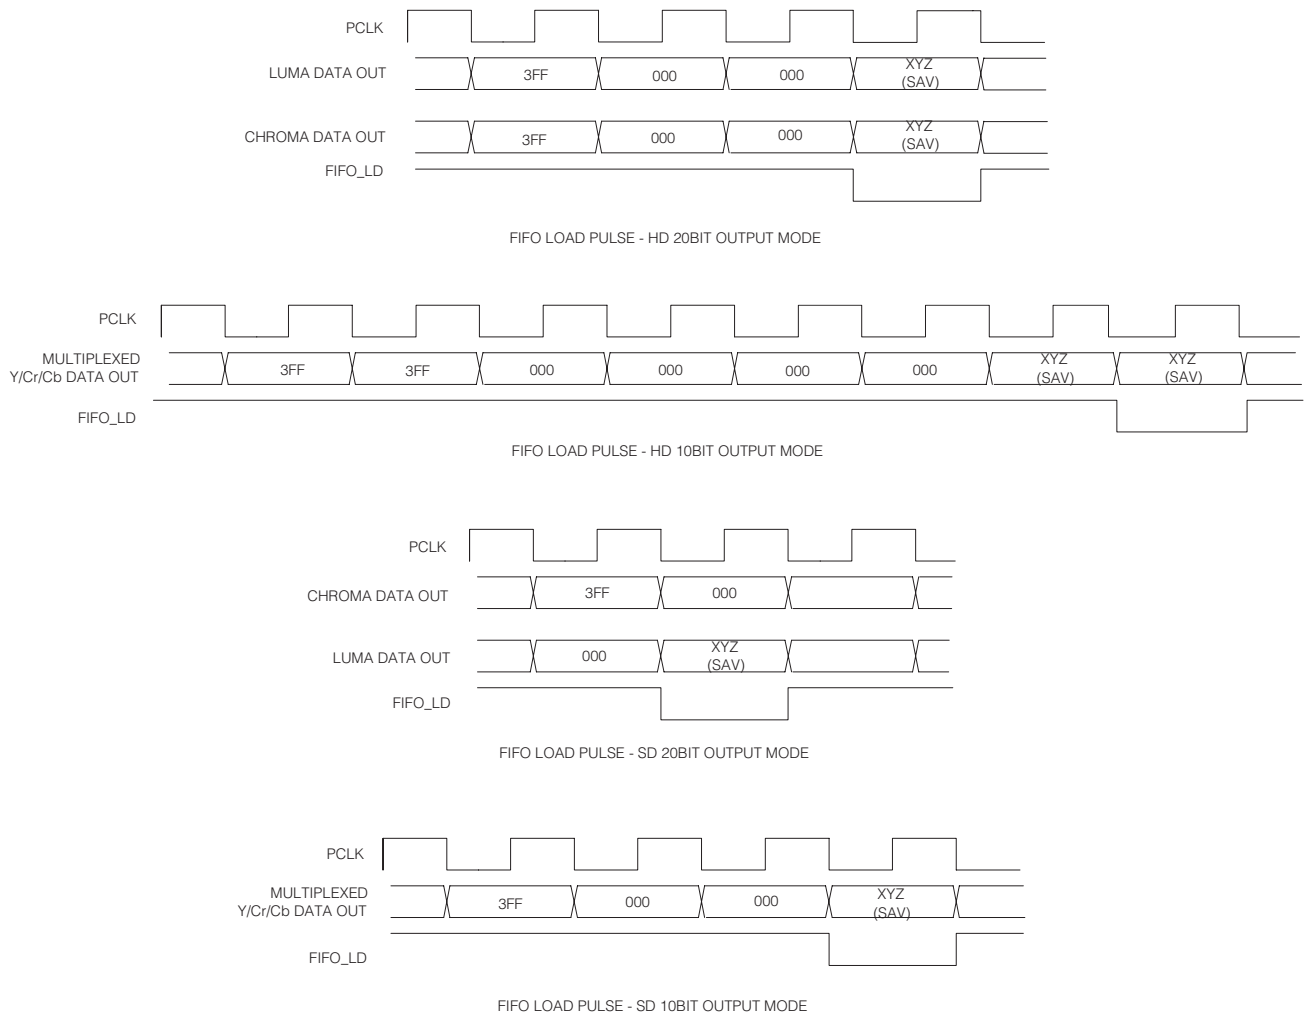 PCLK
LUMA DATA OUT
3FF 000 000 XYZ
(SAV)
CHROMA DATA OUT
3FF 000 000 XYZ
(SAV)
FIFO_LD
FIFO LOAD PULSE - HD 20BIT OUTPUT MODE
PCLK
MULTIPLEXED
Y/Cr/Cb DATA OUT
3FF 3FF 000 000 000 000 XYZ
(SAV)
XYZ
(SAV)
FIFO_LD
FIFO LOAD PULSE - HD 10BIT OUTPUT MODE
PCLK
CHROMA DATA OUT
3FF 000
LUMA DATA OUT
000 XYZ
(SAV)
FIFO_LD
FIFO LOAD PULSE - SD 20BIT OUTPUT MODE
PCLK
MULTIPLEXED
Y/Cr/Cb DATA OUT
3FF 000 000 XYZ
(SAV)
FIFO_LD
FIFO LOAD PULSE - SD 10BIT OUTPUT MODE